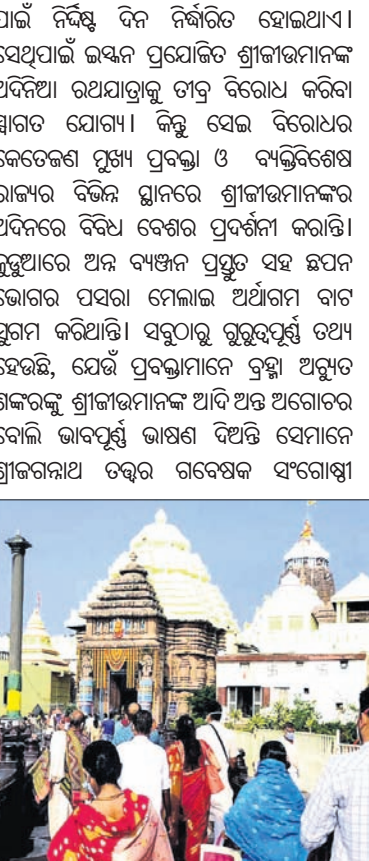 ପାଇଁ ନିର୍ଦ୍ଦିଷ୍ଟ ଦିନ ନିର୍ଦ୍ଧାରିତ ହୋଇଥାଏ।
ସେଥିପାଇଁ ଇସ୍କନ ପ୍ରଯୋଜିତ ଶ୍ରୀଜୀଉମାନଙ୍କ
ଅଦିନିଆ ରଥଯାତ୍ରାକୁ ତୀବ୍ର ବିରୋଧ କରିବା
ସ୍ୱାଗତ ଯୋଗ୍ୟ। କିନ୍ତୁ ସେଇ ବିରୋଧର
କେତେଜଣ ମୁଖ୍ୟ ପ୍ରବକ୍ତା ଓ ବ୍ୟକ୍ତିବିଶେଷ
ରାଜ୍ୟର ବିଭିନ୍ନ ସ୍ଥାନରେ ଶ୍ରୀଜୀଉମାନଙ୍କର
ଅଦିନରେ ବିବିଧ ବେଶର ପ୍ରଦର୍ଶନୀ କରାନ୍ତି।
କୁଡୁଆରେ ଅନ୍ନ ବ୍ୟଞ୍ଜନ ପ୍ରସ୍ତୁତ ସହ ଛପନ
ଭୋଗର ପସରା ମେଲାଇ ଅର୍ଥାଗମ ବାଟ
ସୁଗମ କରିଥାନ୍ତି। ସବୁଠାରୁ ଗୁରୁତ୍ୱପୂର୍ଣ୍ଣ ତଥ୍ୟ
ହେଉଛି, ଯେଉଁ ପ୍ରବକ୍ତାମାନେ ବ୍ରହ୍ମା ଅଚ୍ୟୁତ
ଶଙ୍କରଙ୍କୁ ଶ୍ରୀଜୀଉମାନଙ୍କ ଆଦି ଅନ୍ତ ଅଗୋଚର
ବୋଲି ଭାବପୂର୍ଣ୍ଣ ଭାଷଣ ଦିଅନ୍ତି ସେମାନେ
ଶ୍ରୀଜଗନ୍ନାଥ ତତ୍ତ୍ୱର ଗବେଷକ ସଂଗୋଷ୍ଠୀ